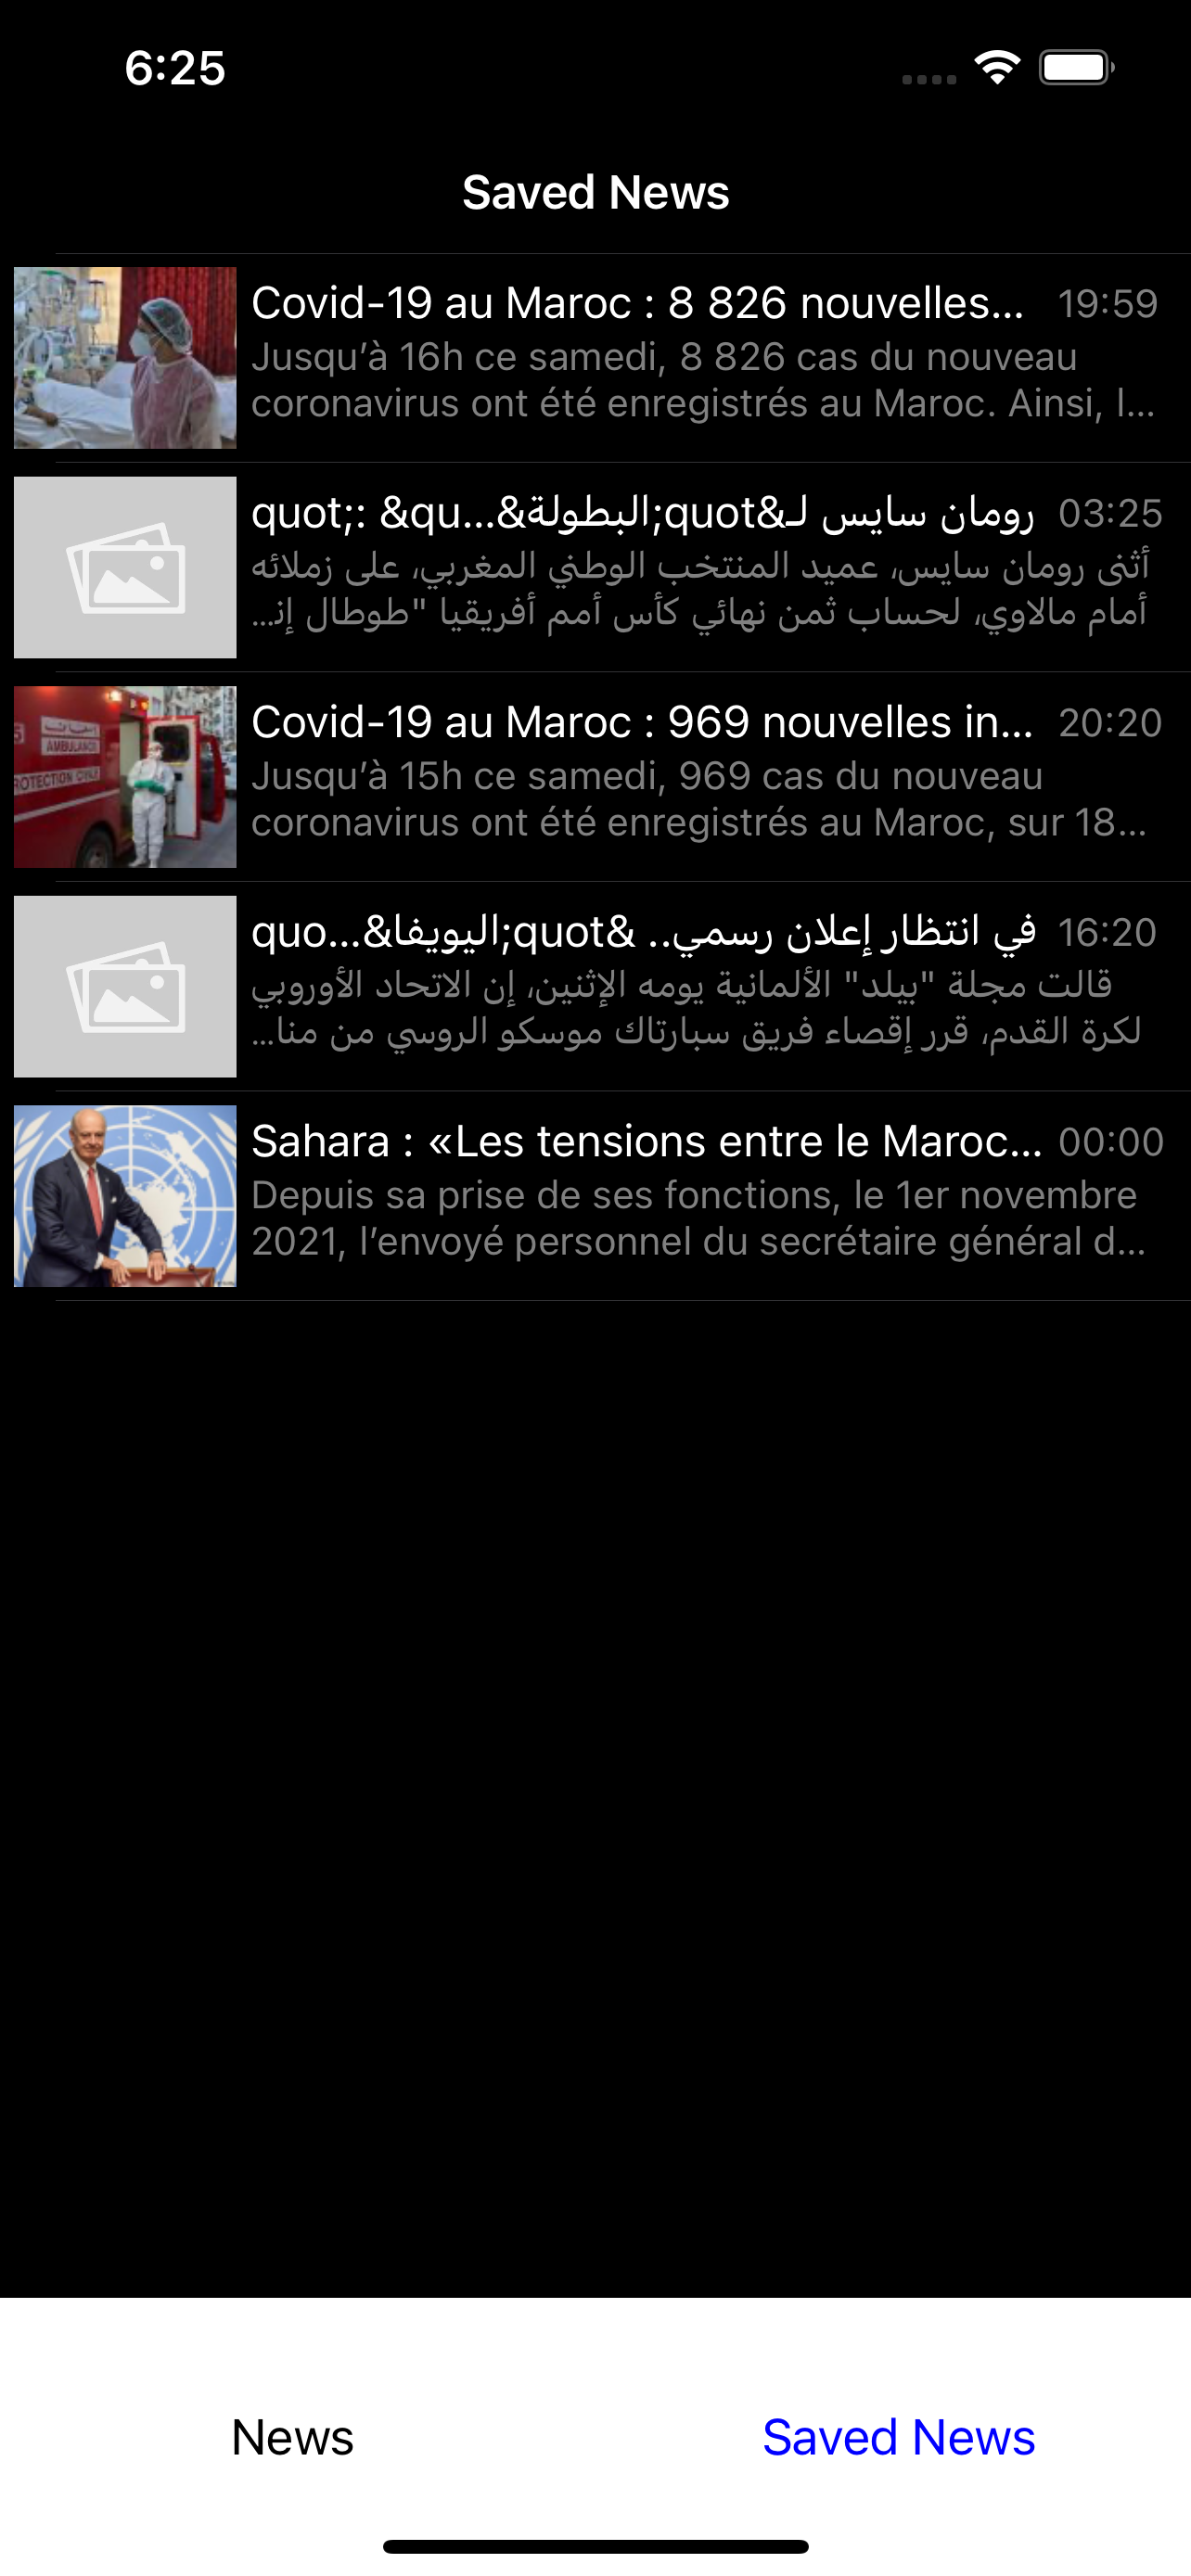 6:25
Saved News
Covid-19 au Maroc : 8 826 nouvelles... 19:59
Jusqu’à 16h ce samedi, 8 826 cas du nouveau
coronavirus ont été enregistrés au Maroc. Ainsi, l...
رومان سايس لـ&quot;البطولة&quot;: &qu... 03:25
أثنى رومان سايس، عميد المنتخب الوطني المغربي، على زملائه
أمام مالاوي، لحساب ثمن نهائي كأس أمم أفريقيا "طوطال إنـ...
Covid-19 au Maroc : 969 nouvelles in... 20:20
AMBULANCE
PROTECTION CIVILE
Jusqu’à 15h ce samedi, 969 cas du nouveau
coronavirus ont été enregistrés au Maroc, sur 18...
في انتظار إعلان رسمي.. &quot;اليويفا&quo... 16:20
قالت مجلة "بيلد" الألمانية يومه الإثنين، إن الاتحاد الأوروبي
لكرة القدم، قرر إقصاء فريق سبارتاك موسكو الروسي من منا...
Sahara : «Les tensions entre le Maroc... 00:00
Depuis sa prise de ses fonctions, le 1er novembre
2021, l’envoyé personnel du secrétaire général d...
News
Saved News